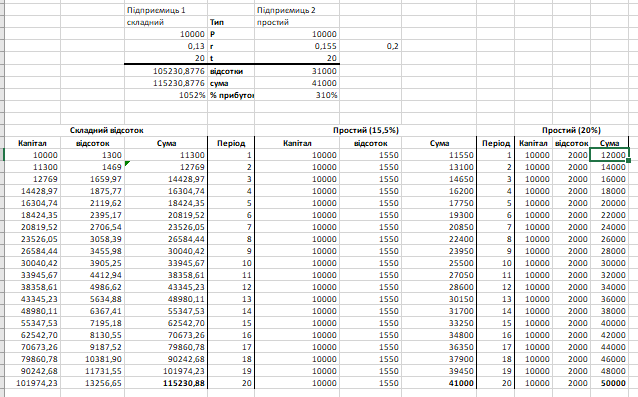 Підприємиць 1 Підприємиць 2
складний Тип простий
10000 P 10000
0,13 r 0,155 0,2
20 t 20
105230,8776 відсотки 31000
115230,8776 сума 41000
1052% % прибуток 310%
Складний відсоток Простий (15,5%) Простий (20%)
Капітал відсоток Сума Період Капітал відсоток Сума Період Капітал відсоток Сума
10000 1300 11300 1 10000 1550 11550 1 10000 2000 12000
11300 1469 12769 2 10000 1550 13100 2 10000 2000 14000
12769 1659,97 14428,97 3 10000 1550 14650 3 10000 2000 16000
14428,97 1875,77 16304,74 4 10000 1550 16200 4 10000 2000 18000
16304,74 2119,62 18424,35 5 10000 1550 17750 5 10000 2000 20000
18424,35 2395,17 20819,52 6 10000 1550 19300 6 10000 2000 22000
20819,52 2706,54 23526,05 7 10000 1550 20850 7 10000 2000 24000
23526,05 3058,39 26584,44 8 10000 1550 22400 8 10000 2000 26000
26584,44 3455,98 30040,42 9 10000 1550 23950 9 10000 2000 28000
30040,42 3905,25 33945,67 10 10000 1550 25500 10 10000 2000 30000
33945,67 4412,94 38358,61 11 10000 1550 27050 11 10000 2000 32000
38358,61 4986,62 43345,23 12 10000 1550 28600 12 10000 2000 34000
43345,23 5634,88 48980,11 13 10000 1550 30150 13 10000 2000 36000
48980,11 6367,41 55347,53 14 10000 1550 31700 14 10000 2000 38000
55347,53 7195,18 62542,70 15 10000 1550 33250 15 10000 2000 40000
62542,70 8130,55 70673,26 16 10000 1550 34800 16 10000 2000 42000
70673,26 9187,52 79860,78 17 10000 1550 36350 17 10000 2000 44000
79860,78 10381,90 90242,68 18 10000 1550 37900 18 10000 2000 46000
90242,68 11731,55 101974,23 19 10000 1550 39450 19 10000 2000 48000
101974,23 13256,65 115230,88 20 10000 1550 41000 20 10000 2000 50000